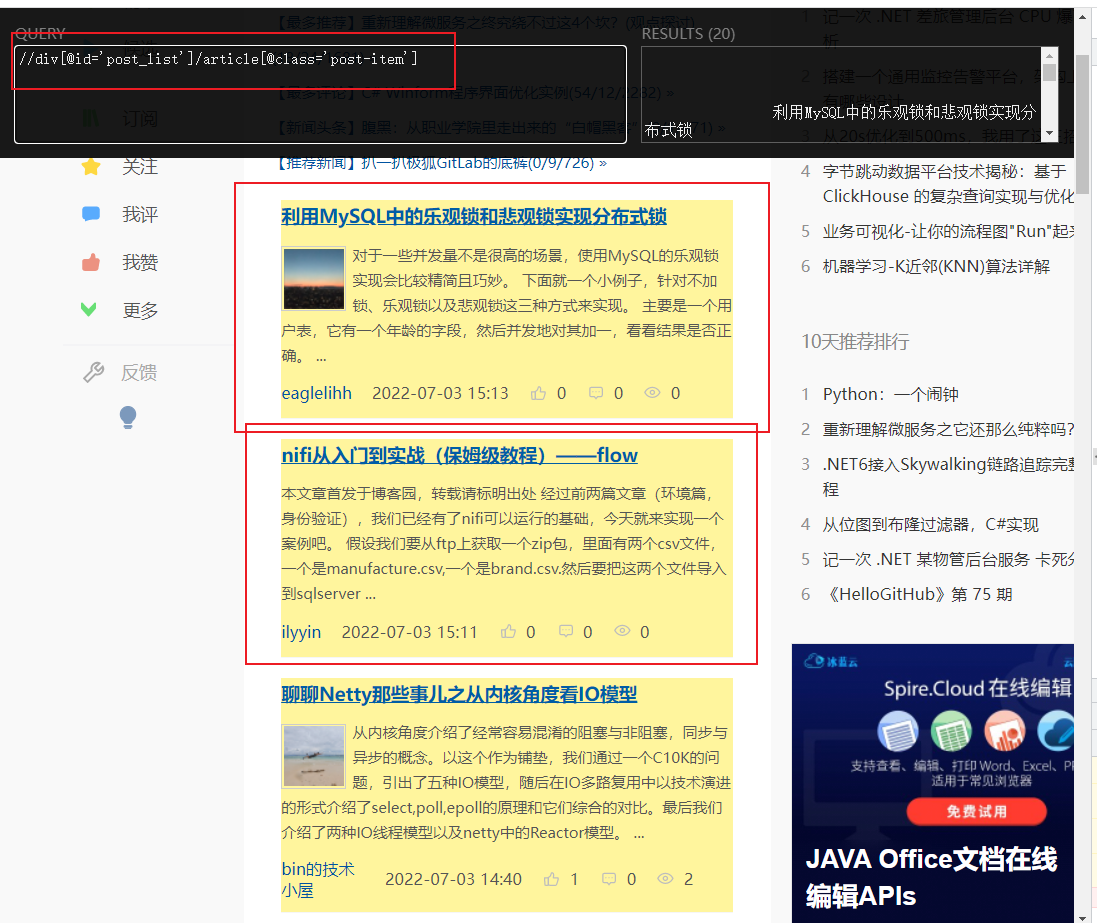 QUERY
//div[@id='post_list']/article[@class='post-item']
RESULTS (20)
利用MySQL中的乐观锁和悲观锁实现分
布式锁
【最多推荐】重新理解微服务之终究绕不过这4个坎？(观点探讨)
【最多评论】C# Winform程序界面优化实例(54/12/2282) »
【推荐新闻】扒一扒极狐GitLab的底裤(0/9/726) »
订阅
关注
我评
我赞
更多
反馈
利用MySQL中的乐观锁和悲观锁实现分布式锁
对于一些并发量不是很高的场景，使用MySQL的乐观锁
实现会比较精简且巧妙。 下面就一个小例子，针对不加
锁、乐观锁以及悲观锁这三种方式来实现。 主要是一个用
户表，它有一个年龄的字段，然后并发地对其加一，看看结果是否正
确。 ...
eaglelihh 2022-07-03 15:13 0 0 0
nifi从入门到实战（保姆级教程）——flow
本文章首发于博客园，转载请标明出处 经过前两篇文章（环境篇，
身份验证），我们已经有了nifi可以运行的基础，今天就来实现一个
案例吧。 假设我们要从ftp上获取一个zip包，里面有两个csv文件，
一个是manufacture.csv,一个是brand.csv.然后要把这两个文件导入
到sqlserver ...
ilyyin 2022-07-03 15:11 0 0 0
聊聊Netty那些事儿之从内核角度看IO模型
从内核角度介绍了经常容易混淆的阻塞与非阻塞，同步与
异步的概念。以这个作为铺垫，我们通过一个C10K的问
题，引出了五种IO模型，随后在IO多路复用中以技术演进
的形式介绍了select,poll,epoll的原理和它们综合的对比。最后我们
介绍了两种IO线程模型以及netty中的Reactor模型。 ...
bin的技术
小屋 2022-07-03 14:40 1 0 2
1 记一次 .NET 差旅管理后台 CPU 爆
析
2 搭建一个通用监控告警平台，
3 从20s优化到500ms，我用了
4 字节跳动数据平台技术揭秘：基于
ClickHouse 的复杂查询实现与优化
5 业务可视化-让你的流程图"Run"起来
6 机器学习-K近邻(KNN)算法详解
10天推荐排行
1 Python：一个闹钟
2 重新理解微服务之它还那么纯粹吗?
3 .NET6接入Skywalking链路追踪完整
程
4 从位图到布隆过滤器，C#实现
5 记一次 .NET 某物管后台服务 卡死分
6 《HelloGitHub》第 75 期
冰蓝云
Spire.Cloud 在线编辑
支持查看、编辑、打印 Word、Excel、
适用于常见浏览器
免费试用
JAVA Office文档在线
编辑APIs